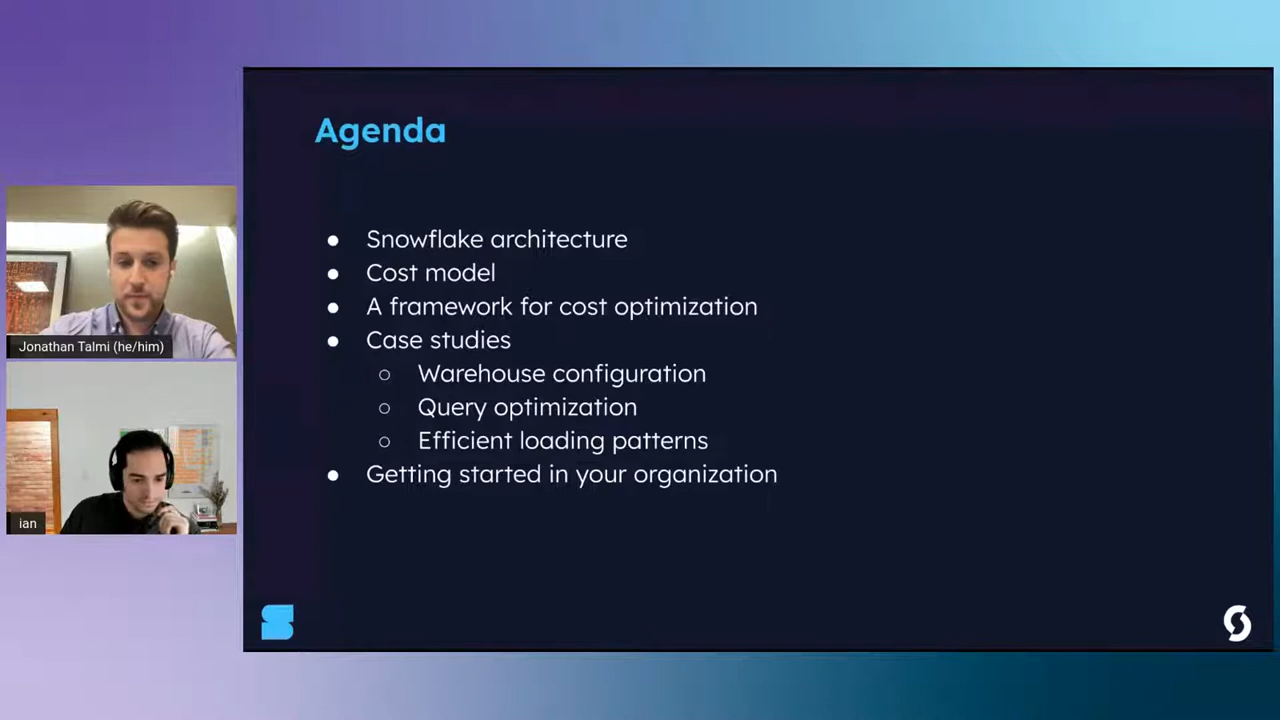 Agenda
Snowflake architecture
Cost model
A framework for cost optimization
Case studies
Warehouse configuration
Query optimization
Efficient loading patterns
Getting started in your organization
Jonathan Talmi (he/him)
ian